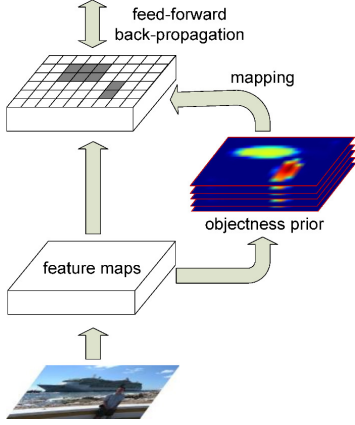 feed-forward
back-propagation
mapping
objectness prior
feature maps